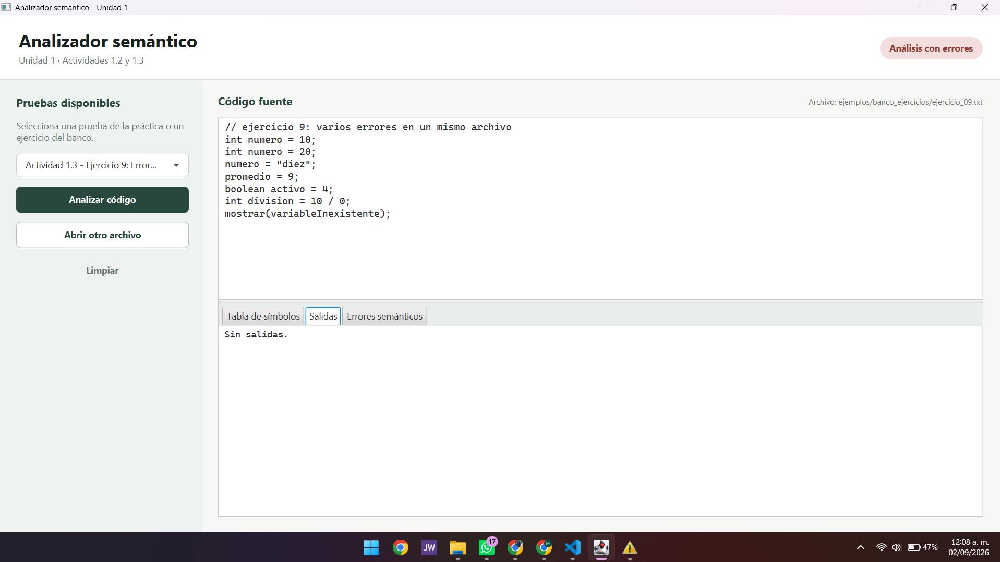 Analizador semántico - Unidad 1
Analizador semántico
Unidad 1 · Actividades 1.2 y 1.3
Análisis con errores
Pruebas disponibles
Selecciona una prueba de la práctica o un
ejercicio del banco.
Actividad 1.3 - Ejercicio 9: Error...
Analizar código
Abrir otro archivo
Limpiar
Código fuente
Archivo: ejemplos/banco_ejercicios/ejercicio_09.txt
// ejercicio 9: varios errores en un mismo archivo
int numero = 10;
int numero = 20;
numero = "diez";
promedio = 9;
boolean activo = 4;
int division = 10 / 0;
mostrar(variableInexistente);
Tabla de símbolos
Salidas
Errores semánticos
Sin salidas.
JW
17
M
47%
12:08 a. m.
02/09/2026